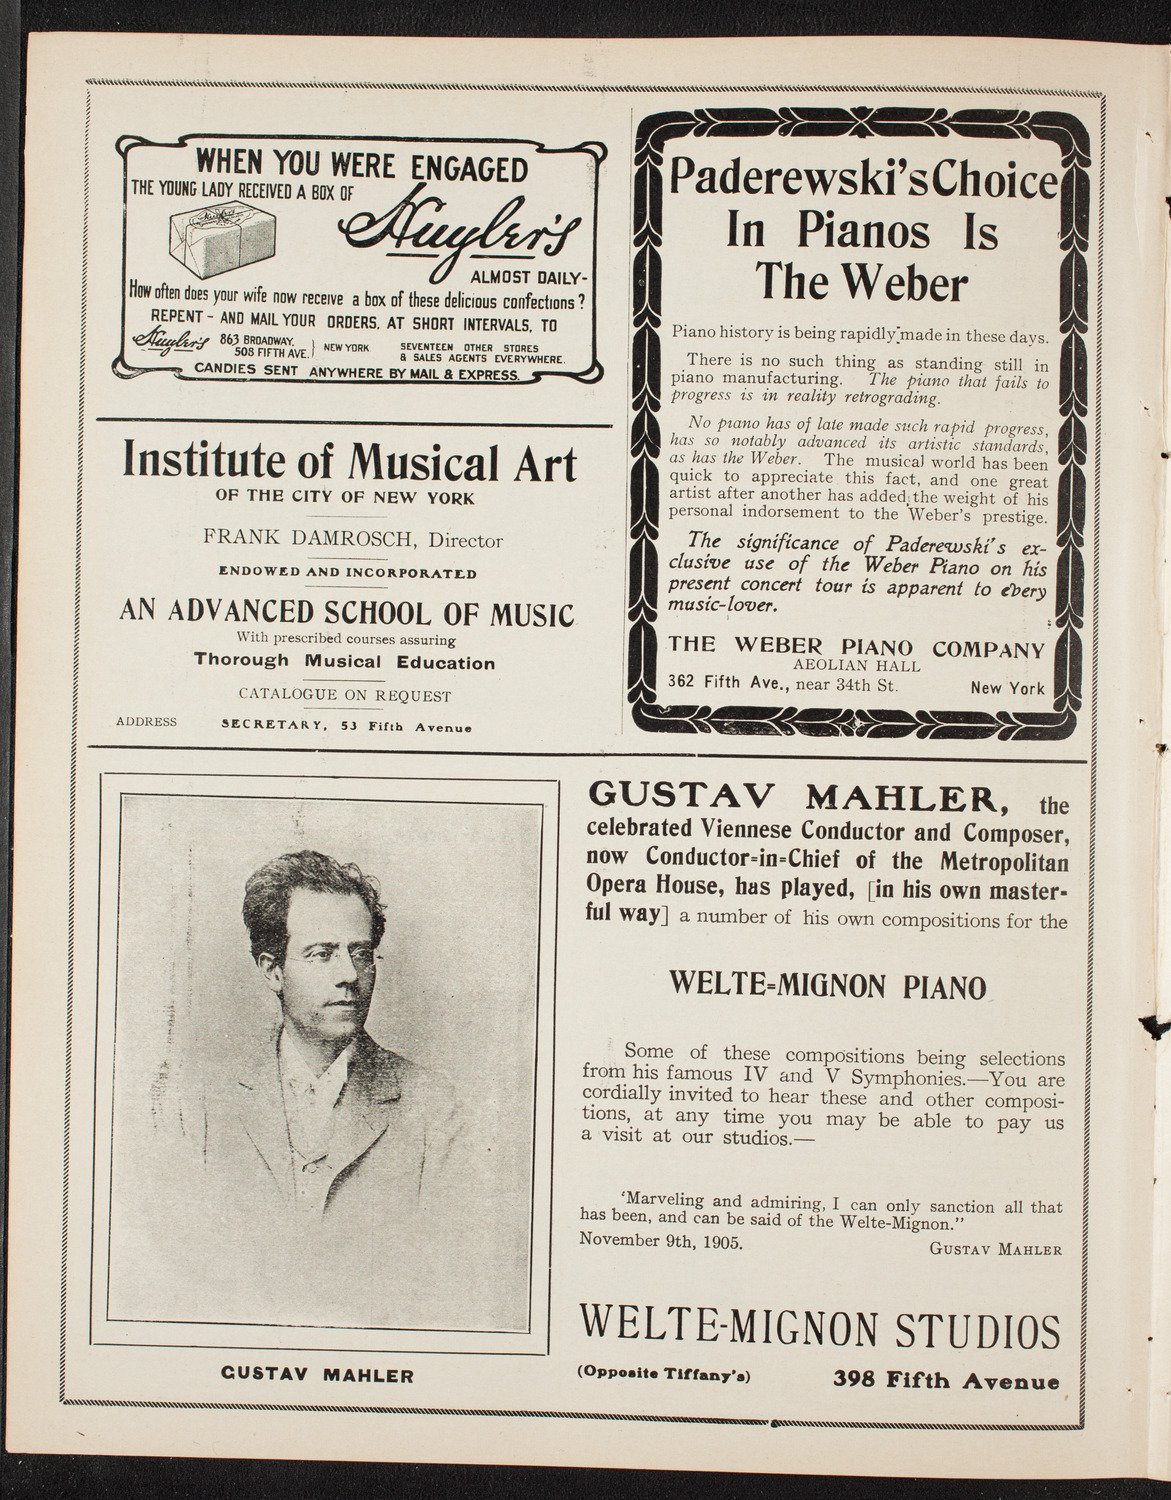 WHEN YOU WERE ENGAGED
THE YOUNG LADY RECEIVED A BOX OF
Huyler's
Huyler's
ALMOST DAILY-
How often does your wife now receive a box of these delicious confections?
REPENT - AND MAIL YOUR ORDERS, AT SHORT INTERVALS, TO
Huyler's 863 BROADWAY, 508 FIFTH AVE. } NEW YORK
SEVENTEEN OTHER STORES
& SALES AGENTS EVERYWHERE.
CANDIES SENT ANYWHERE BY MAIL & EXPRESS.
Institute of Musical Art
OF THE CITY OF NEW YORK
FRANK DAMROSCH, Director
ENDOWED AND INCORPORATED
AN ADVANCED SCHOOL OF MUSIC
With prescribed courses assuring
Thorough Musical Education
CATALOGUE ON REQUEST
ADDRESS SECRETARY, 53 Fifth Avenue
Paderewski's Choice
In Pianos Is
The Weber
Piano history is being rapidly made in these days.
There is no such thing as standing still in
piano manufacturing. The piano that fails to
progress is in reality retrograding.
No piano has of late made such rapid progress,
has so notably advanced its artistic standards,
as has the Weber. The musical world has been
quick to appreciate this fact, and one great
artist after another has added the weight of his
personal indorsement to the Weber's prestige.
The significance of Paderewski's ex-
clusive use of the Weber Piano on his
present concert tour is apparent to every
music-lover.
THE WEBER PIANO COMPANY
AEOLIAN HALL
362 Fifth Ave., near 34th St. New York
GUSTAV MAHLER
GUSTAV MAHLER, the
celebrated Viennese Conductor and Composer,
now Conductor=in=Chief of the Metropolitan
Opera House, has played, [in his own master-
ful way] a number of his own compositions for the
WELTE=MIGNON PIANO
Some of these compositions being selections
from his famous IV and V Symphonies.—You are
cordially invited to hear these and other composi-
tions, at any time you may be able to pay us
a visit at our studios.—
'Marveling and admiring, I can only sanction all that
has been, and can be said of the Welte-Mignon."
November 9th, 1905. GUSTAV MAHLER
WELTE-MIGNON STUDIOS
(Opposite Tiffany's) 398 Fifth Avenue